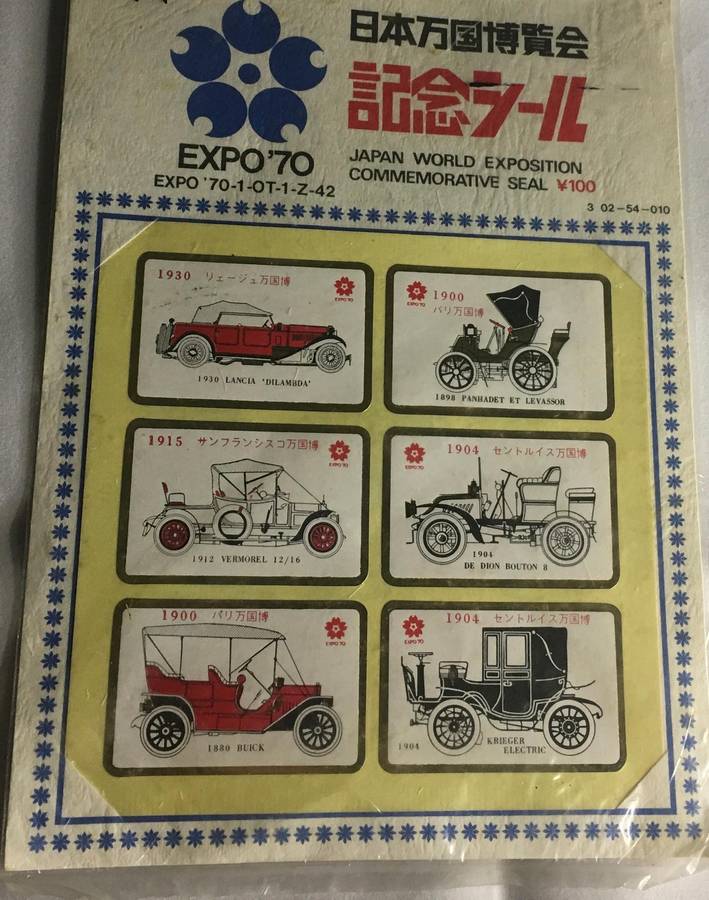 日本万国博覧会
記念シール
EXPO'70
EXPO '70-1-OT-1-Z-42
JAPAN WORLD EXPOSITION
COMMEMORATIVE SEAL ¥100
3 02-54-010
1930 リェージュ万国博
EXPO'70
1930 LANCIA 'DILAMBDA'
EXPO'70
1900
パリ万国博
1898 PANHADET ET LEVASSOR
1915 サンフランシスコ万国博
EXPO'70
1912 VERMOREL 12/16
EXPO'70
1904 セントルイス万国博
1904
DE DION BOUTON 8
1900 パリ万国博
EXPO'70
1880 BUICK
EXPO'70
1904 セントルイス万国博
1904 KRIEGER
ELECTRIC